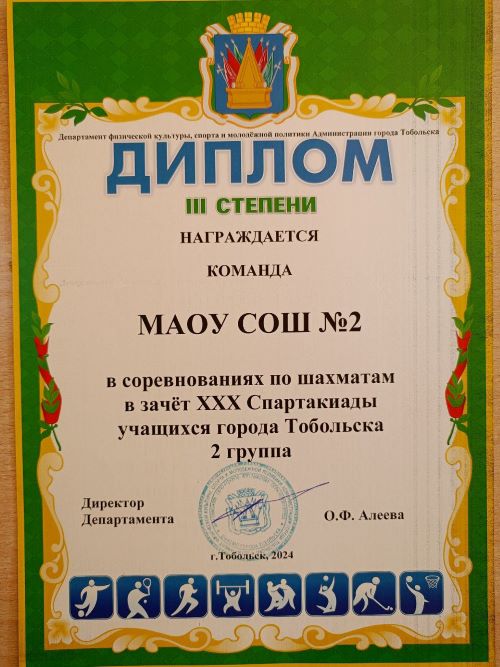 Департамент физической культуры, спорта и молодёжной политики Администрации города Тобольска
ДИПЛОМ
III СТЕПЕНИ
НАГРАЖДАЕТСЯ
КОМАНДА
МАОУ СОШ №2
в соревнованиях по шахматам
в зачёт XXX Спартакиады
учащихся города Тобольска
2 группа
Директор
Департамента
О.Ф. Алеева
г.Тобольск, 2024